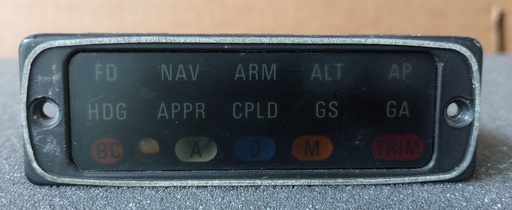 FD NAV ARM ALT AP
HDG APPR CPLD GS GA
BC A O M TRIM